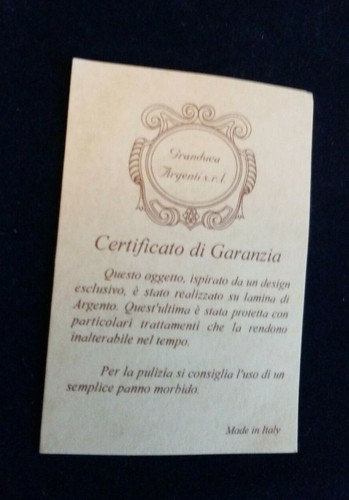 Granduca
Argenti s.r.l.
Certificato di Garanzia
Questo oggetto, ispirato da un design
esclusivo, è stato realizzato su lamina di
Argento. Quest'ultima è stata protetta con
particolari trattamenti che la rendono
inalterabile nel tempo.
Per la pulizia si consiglia l'uso di un
semplice panno morbido.
Made in Italy